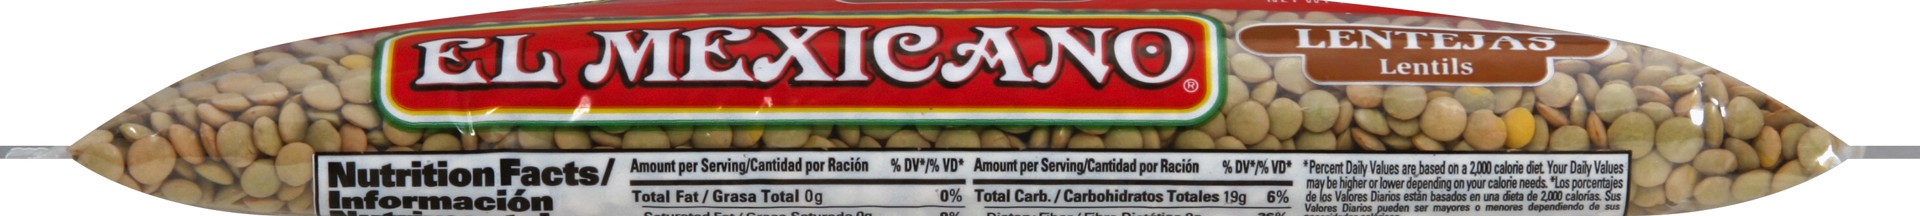 EL MEXICANO®
LENTEJAS
Lentils
Nutrition Facts/
Información
Amount per Serving/Cantidad por Ración % DV*/% VD*
Total Fat / Grasa Total 0g 0%
Amount per Serving/Cantidad por Ración % DV*/% VD*
Total Carb. / Carbohidratos Totales 19g 6%
*Percent Daily Values are based on a 2,000 calorie diet. Your Daily Values
may be higher or lower depending on your calorie needs. *Los porcentajes
de los Valores Diarios están basados en una dieta de 2,000 calorías. Sus
Valores Diarios pueden ser mayores o menores dependiendo de sus